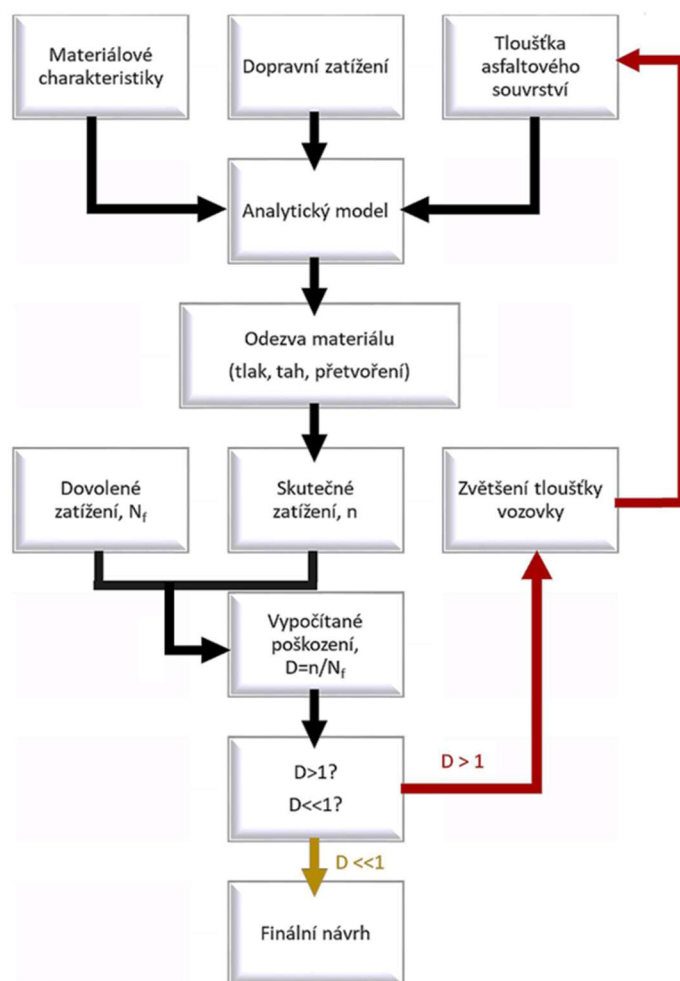 Materiálové
charakteristiky
Dopravní zatížení
Tloušťka
asfaltového
souvrství
Analytický model
Odezva materiálu
(tlak, tah, přetvoření)
Dovolené
zatížení, Nf
Skutečné
zatížení, n
Zvětšení tloušťky
vozovky
Vypočítané
poškození,
D=n/Nf
D>1?
D<<1?
D > 1
D <<1
Finální návrh